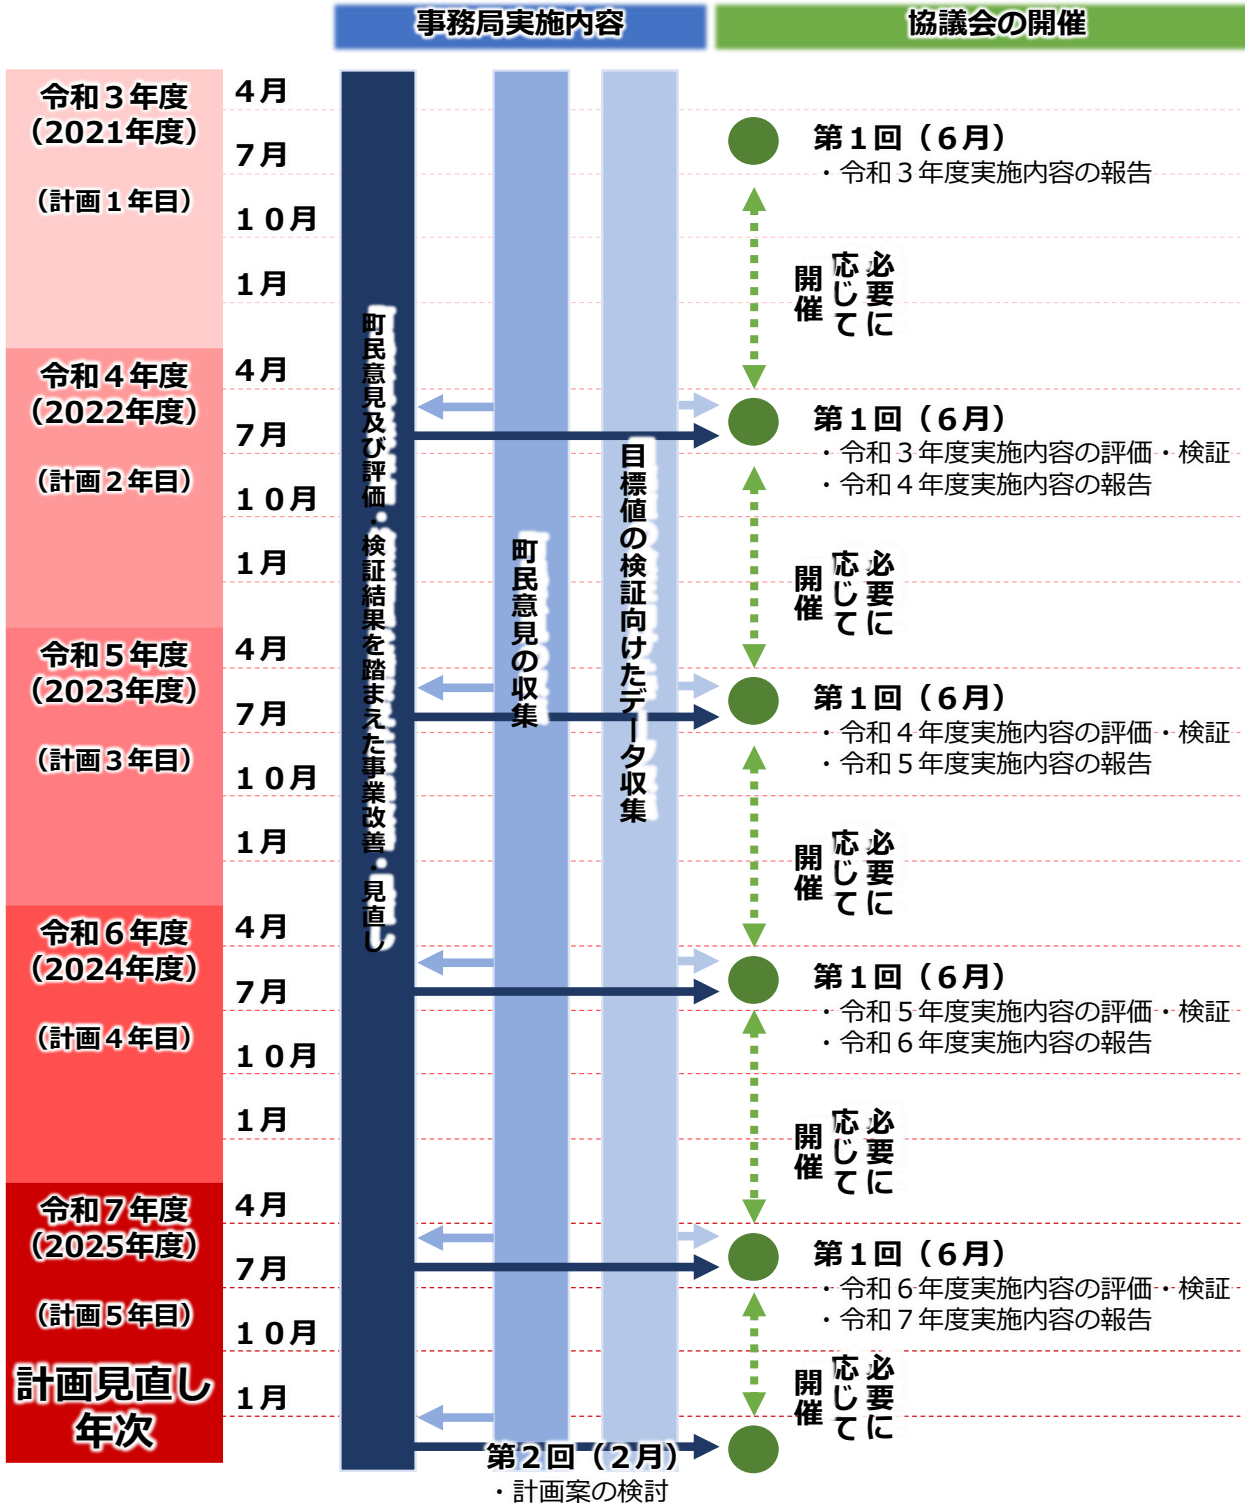 事務局実施内容
協議会の開催
令和３年度
（2021年度）
（計画１年目）
４月
７月
１０月
１月
第１回（６月）
・令和３年度実施内容の報告
必要に
応じて
開催
令和４年度
（2022年度）
（計画２年目）
４月
７月
１０月
１月
第１回（６月）
・令和３年度実施内容の評価・検証
・令和４年度実施内容の報告
必要に
応じて
開催
令和５年度
（2023年度）
（計画３年目）
４月
７月
１０月
１月
第１回（６月）
・令和４年度実施内容の評価・検証
・令和５年度実施内容の報告
必要に
応じて
開催
令和６年度
（2024年度）
（計画４年目）
４月
７月
１０月
１月
第１回（６月）
・令和５年度実施内容の評価・検証
・令和６年度実施内容の報告
必要に
応じて
開催
令和７年度
（2025年度）
（計画５年目）
計画見直し
年次
４月
７月
１０月
１月
第１回（６月）
・令和６年度実施内容の評価・検証
・令和７年度実施内容の報告
必要に
応じて
開催
第２回（２月）
・計画案の検討
町民意見及び評価・検証結果を踏まえた事業改善・見直し
町民意見の収集
目標値の検証向けたデータ収集